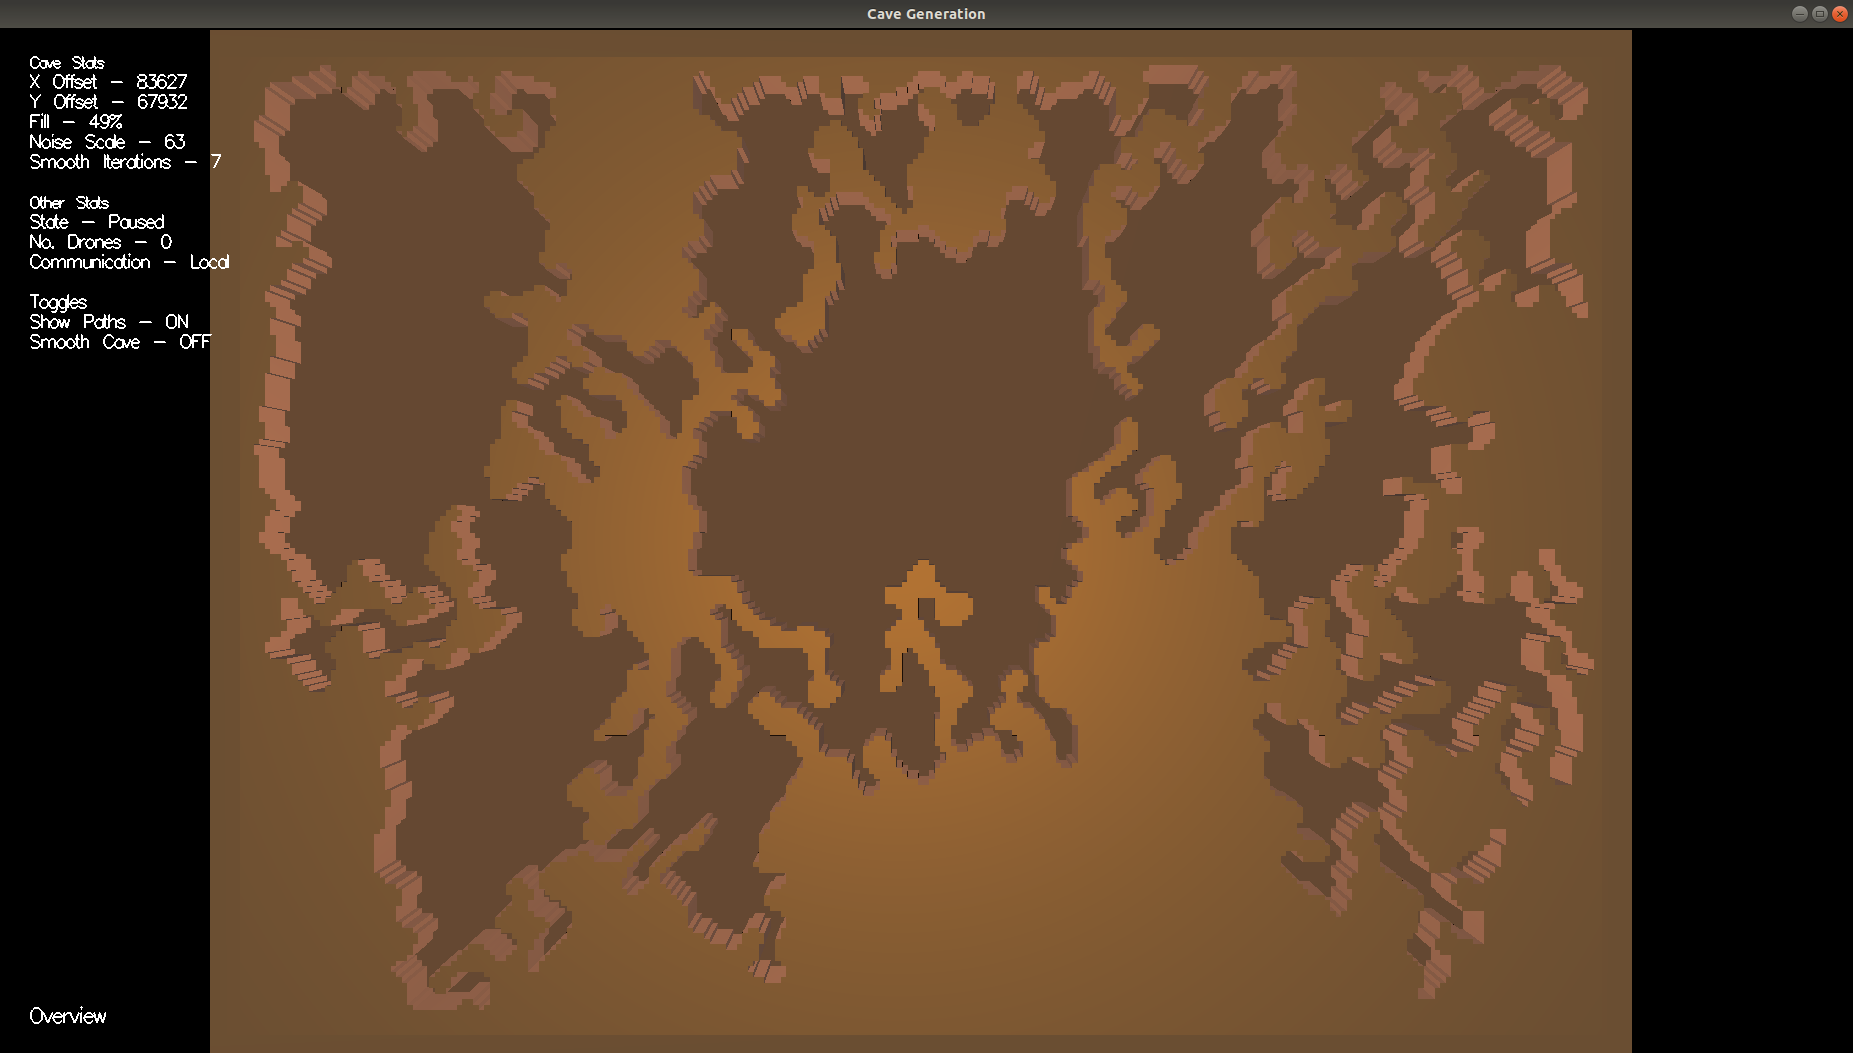 Cave Generation
Cave Stats
X Offset - 83627
Y Offset - 67932
Fill - 49%
Noise Scale - 63
Smooth Iterations - 7
Other Stats
State - Paused
No. Drones - 0
Communication - Local
Toggles
Show Paths - ON
Smooth Cave - OFF
Overview